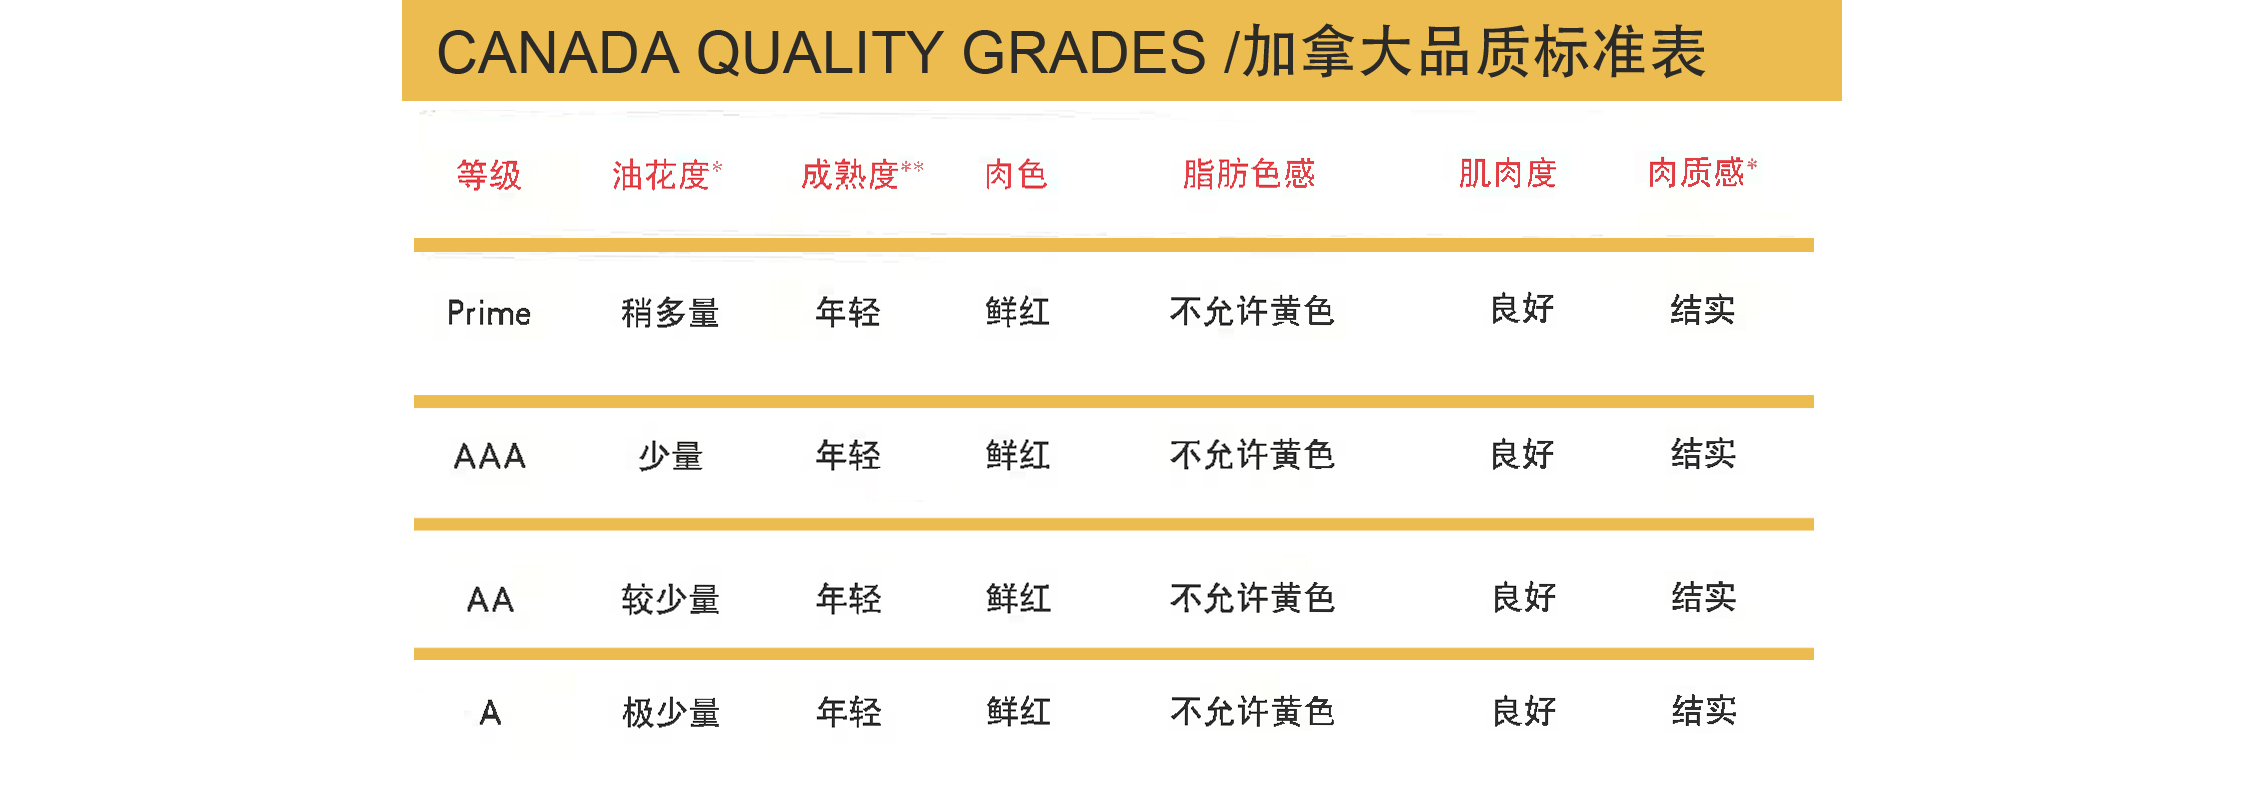 CANADA QUALITY GRADES /加拿大品质标准表
等级 油花度* 成熟度** 肉色 脂肪色感 肌肉度 肉质感*
Prime 稍多量 年轻 鲜红 不允许黄色 良好 结实
AAA 少量 年轻 鲜红 不允许黄色 良好 结实
AA 较少量 年轻 鲜红 不允许黄色 良好 结实
A 极少量 年轻 鲜红 不允许黄色 良好 结实